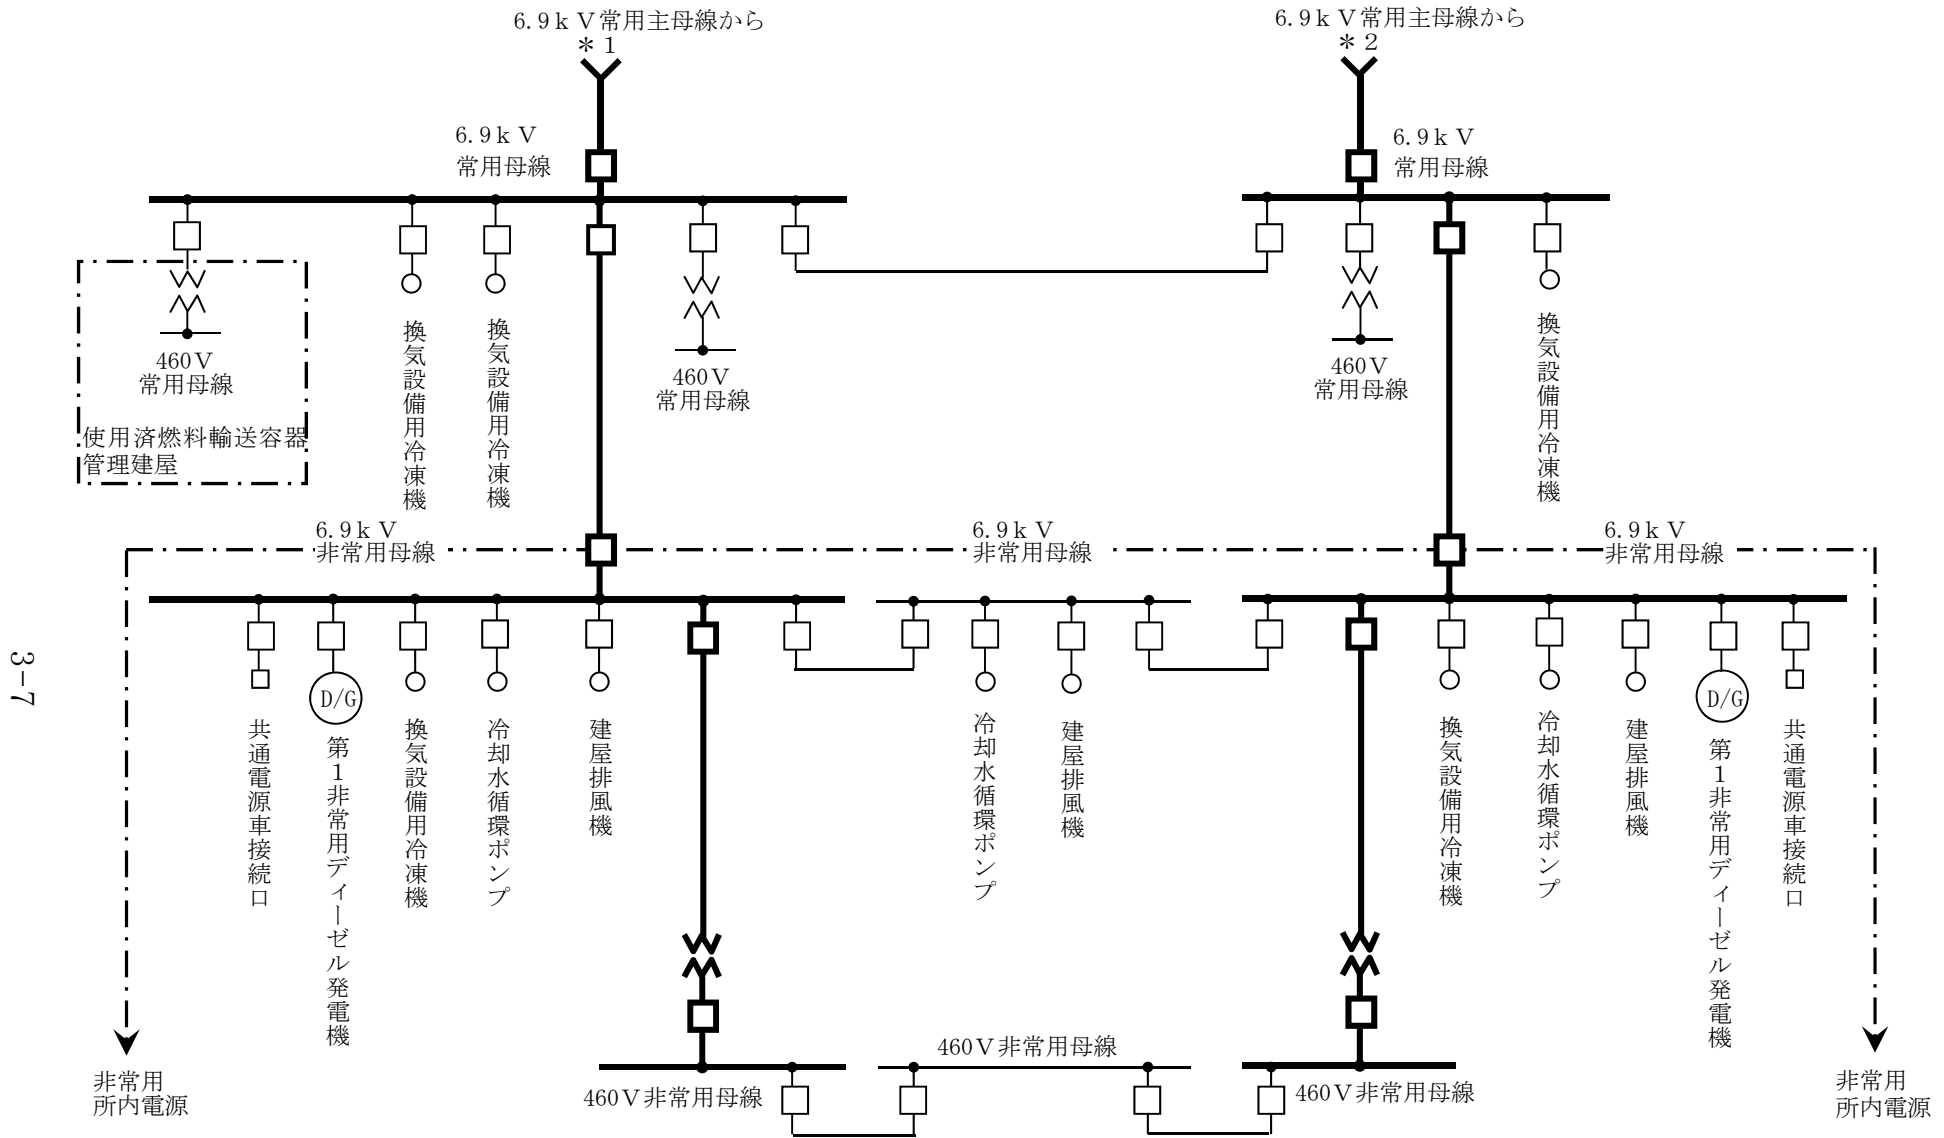 6.9kV常用主母線から
＊1
6.9kV常用主母線から
＊2
6.9kV
常用母線
6.9kV
常用母線
460V
常用母線
使用済燃料輸送容器
管理建屋
換気設備用冷凍機
換気設備用冷凍機
460V
常用母線
460V
常用母線
換気設備用冷凍機
6.9kV
非常用母線
6.9kV
非常用母線
6.9kV
非常用母線
共通電源車接続口
D/G
第1非常用ディーゼル発電機
換気設備用冷凍機
冷却水循環ポンプ
建屋排風機
冷却水循環ポンプ
建屋排風機
換気設備用冷凍機
冷却水循環ポンプ
建屋排風機
D/G
第1非常用ディーゼル発電機
共通電源車接続口
460V非常用母線
460V非常用母線
460V非常用母線
非常用
所内電源
非常用
所内電源
3-7